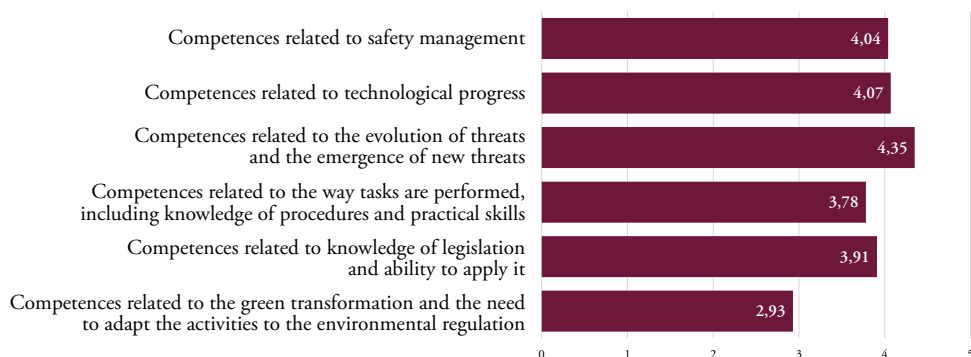 Competences related to safety management
4,04
Competences related to technological progress
4,07
Competences related to the evolution of threats
and the emergence of new threats
4,35
Competences related to the way tasks are performed,
including knowledge of procedures and practical skills
3,78
Competences related to knowledge of legislation
and ability to apply it
3,91
Competences related to the green transformation and the need
to adapt the activities to the environmental regulation
2,93
0 1 2 3 4 5